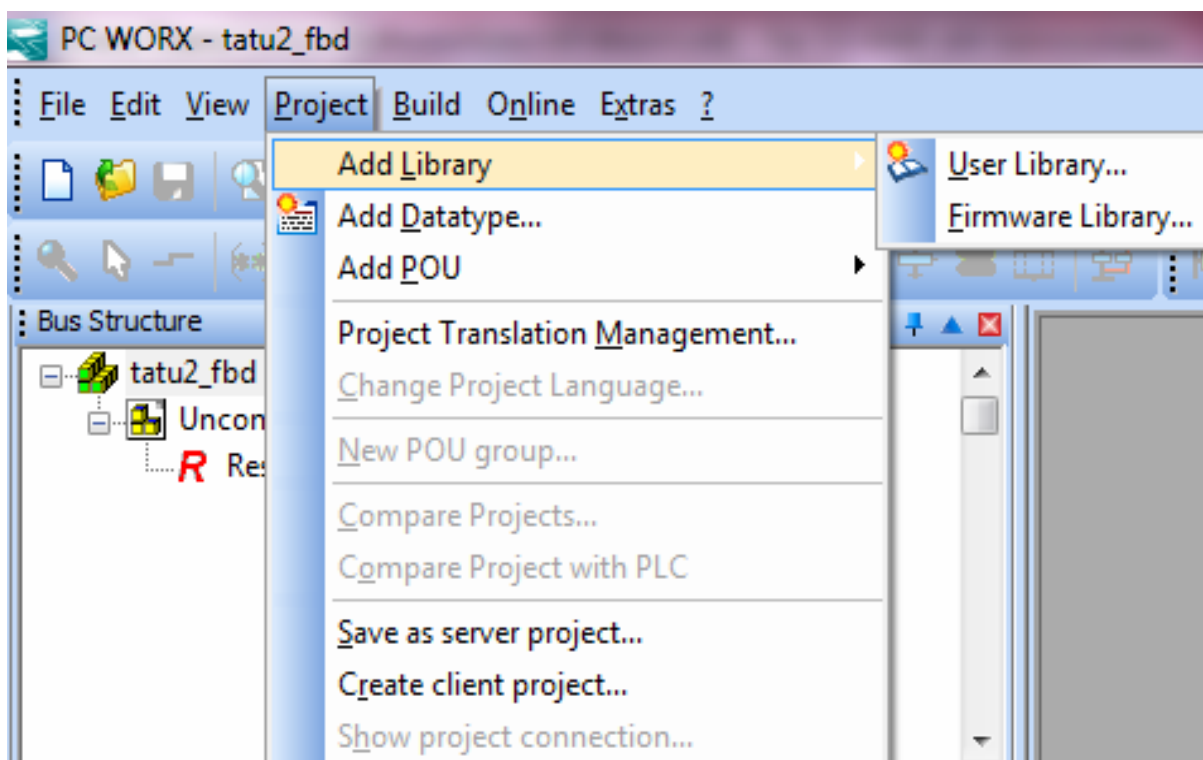 PC WORX - tatu2_fbd
File Edit View Project Build Online Extras ?
Add Library
User Library...
Add Datatype...
Firmware Library...
Add POU
Bus Structure
Project Translation Management...
tatu2_fbd
Change Project Language...
Uncon
New POU group...
R Res
Compare Projects...
Compare Project with PLC
Save as server project...
Create client project...
Show project connection...